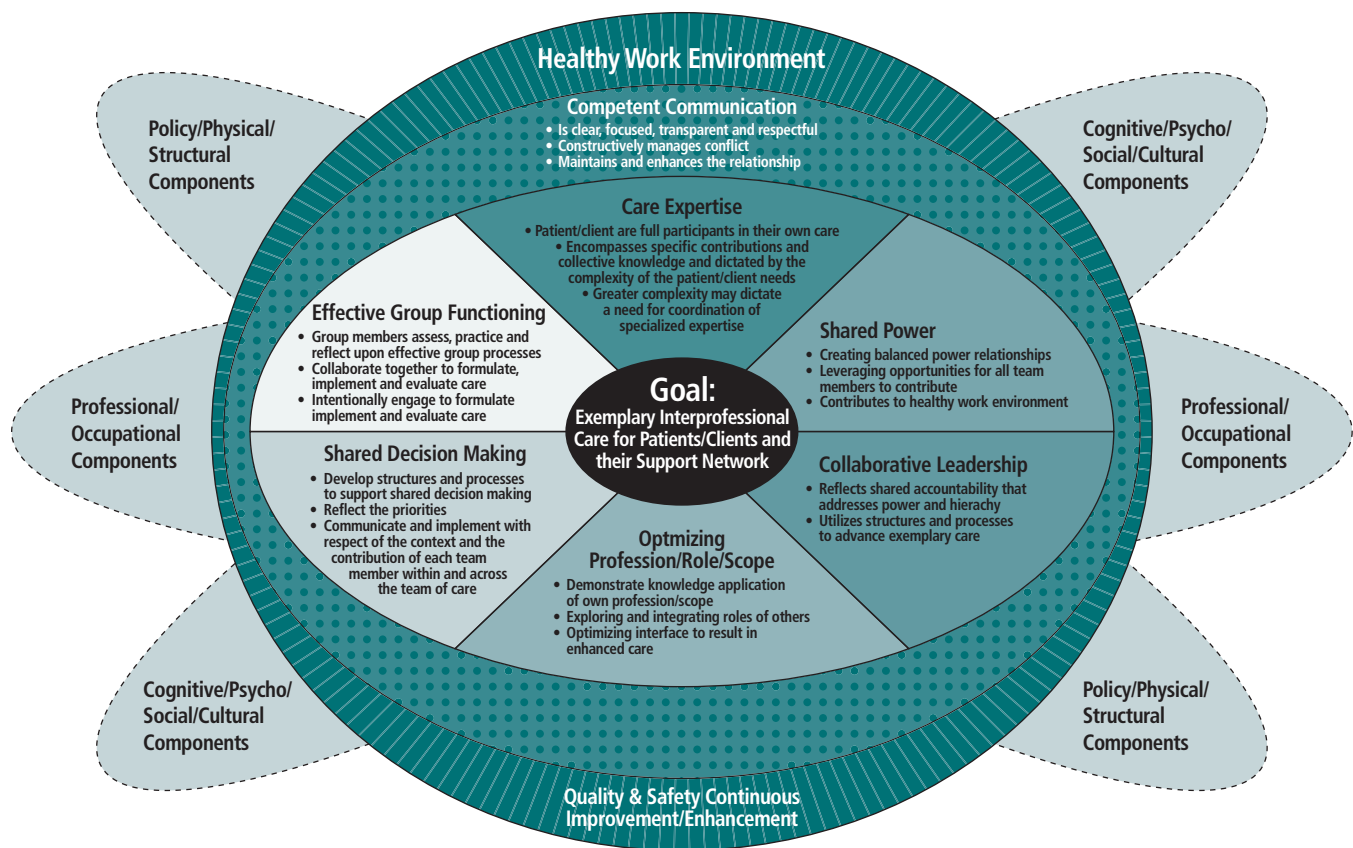 Healthy Work Environment
Competent Communication
• Is clear, focused, transparent and respectful
• Constructively manages conflict
• Maintains and enhances the relationship
Policy/Physical/
Structural
Components
Cognitive/Psycho/
Social/Cultural
Components
Care Expertise
• Patient/client are full participants in their own care
• Encompasses specific contributions and
collective knowledge and dictated by the
complexity of the patient/client needs
• Greater complexity may dictate
a need for coordination of
specialized expertise
Effective Group Functioning
• Group members assess, practice and
reflect upon effective group processes
• Collaborate together to formulate,
implement and evaluate care
• Intentionally engage to formulate
implement and evaluate care
Shared Power
• Creating balanced power relationships
• Leveraging opportunities for all team
members to contribute
• Contributes to healthy work environment
Professional/
Occupational
Components
Goal:
Exemplary Interprofessional
Care for Patients/Clients and
their Support Network
Professional/
Occupational
Components
Shared Decision Making
• Develop structures and processes
to support shared decision making
• Reflect the priorities
• Communicate and implement with
respect of the context and the
contribution of each team
member within and across
the team of care
Collaborative Leadership
• Reflects shared accountability that
addresses power and hierachy
• Utilizes structures and processes
to advance exemplary care
Optmizing
Profession/Role/Scope
• Demonstrate knowledge application
of own profession/scope
• Exploring and integrating roles of others
• Optimizing interface to result in
enhanced care
Cognitive/Psycho/
Social/Cultural
Components
Policy/Physical/
Structural
Components
Quality & Safety Continuous
Improvement/Enhancement